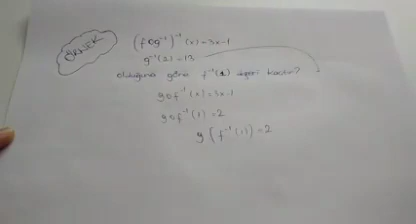 ÖRNEK
(fog⁻¹)⁻¹(x)=3x-1
g⁻¹(2)=13
olduğuna göre f⁻¹(1) değeri kaçtır?
gof⁻¹(x)=3x-1
gof⁻¹(1)=2
g(f⁻¹(1))=2